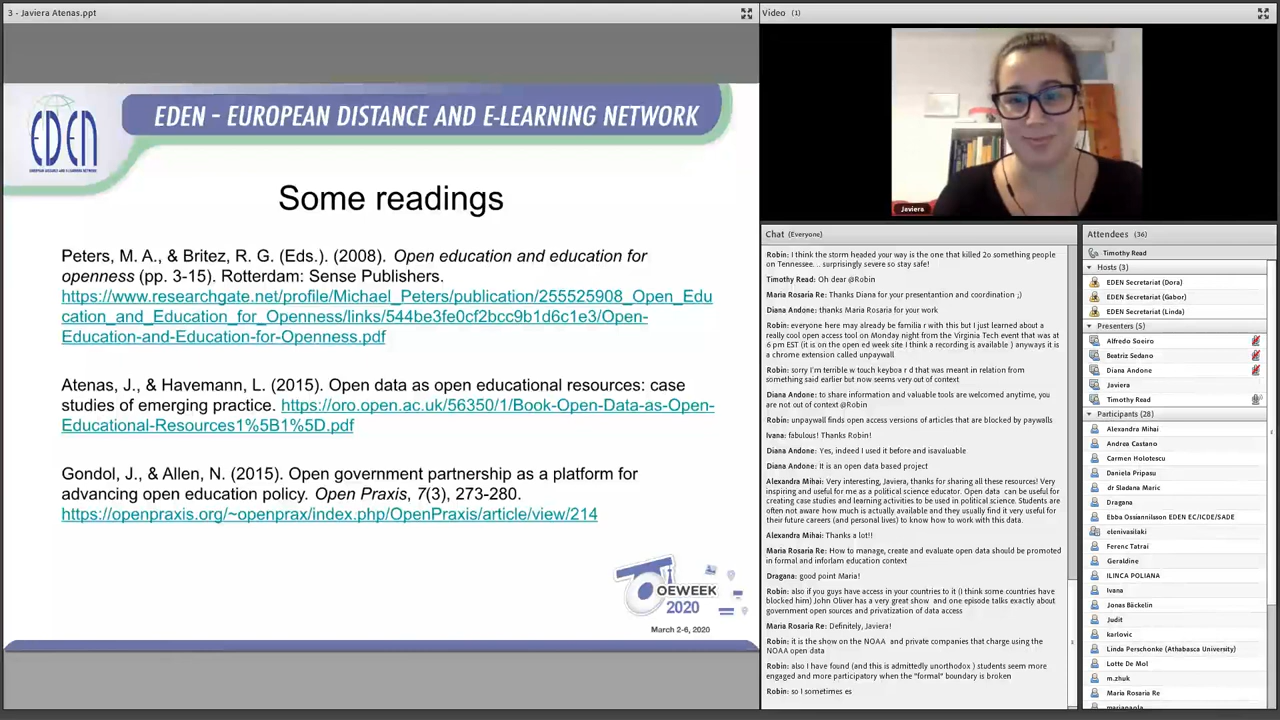 3 - Javiera Atenas.ppt
EDEN
EUROPEAN DISTANCE AND E-LEARNING NETWORK
EDEN - EUROPEAN DISTANCE AND E-LEARNING NETWORK
Some readings
Peters, M. A., & Britez, R. G. (Eds.). (2008). Open education and education for
openness (pp. 3-15). Rotterdam: Sense Publishers.
https://www.researchgate.net/profile/Michael_Peters/publication/255525908_Open_Edu
cation_and_Education_for_Openness/links/544be3fe0cf2bcc9b1d6c1e3/Open-
Education-and-Education-for-Openness.pdf
Atenas, J., & Havemann, L. (2015). Open data as open educational resources: case
studies of emerging practice. https://oro.open.ac.uk/56350/1/Book-Open-Data-as-Open-
Educational-Resources1%5B1%5D.pdf
Gondol, J., & Allen, N. (2015). Open government partnership as a platform for
advancing open education policy. Open Praxis, 7(3), 273-280.
https://openpraxis.org/~openprax/index.php/OpenPraxis/article/view/214
OEWEEK
2020
March 2-6, 2020
Video (1)
Javiera
Chat (Everyone)
Robin: I think the storm headed your way is the one that killed 2o something people
on Tennessee... surprisingly severe so stay safe!
Timothy Read: Oh dear @Robin
Maria Rosaria Re: Thanks Diana for your presentantion and coordination ;)
Diana Andone: thanks Maria Rosaria for your work
Robin: everyone here may already be familia r with this but I just learned about a
really cool open access tool on Monday night from the Virginia Tech event that was at
6 pm EST (it is on the open ed week site I think a recording is available ) anyways it is
a chrome extension called unpaywall
Robin: sorry I'm terrible w touch keyboa r d that was meant in relation from
something said earlier but now seems very out of context
Diana Andone: to share information and valuable tools are welcomed anytime, you
are not out of context @Robin
Robin: unpaywall finds open access versions of articles that are blocked by paywalls
Ivana: fabulous! Thanks Robin!
Diana Andone: Yes, indeed I used it before and isavaluable
Diana Andone: It is an open data based project
Alexandra Mihai: Very interesting, Javiera, thanks for sharing all these resources! Very
inspiring and useful for me as a political science educator. Open data can be useful for
creating case studies and learning activities to be used in political science. Students are
often not aware how much is actually available and they usually find it very useful for
their future careers (and personal lives) to know how to work with this data.
Alexandra Mihai: Thanks a lot!!
Maria Rosaria Re: How to manage, create and evaluate open data should be promoted
in formal and inforlam education context
Dragana: good point Maria!
Robin: also if you guys have access in your countries to it (I think some countries have
blocked him) John Oliver has a very great show and one episode talks exactly about
government open sources and privatization of data access
Maria Rosaria Re: Definitely, Javiera!
Robin: it is the show on the NOAA and private companies that charge using the
NOAA open data
Robin: also I have found (and this is admittedly unorthodox ) students seem more
engaged and more participatory when the "formal" boundary is broken
Robin: so I sometimes es
Attendees (36)
Timothy Read
Hosts (3)
EDEN Secretariat (Dora)
EDEN Secretariat (Gabor)
EDEN Secretariat (Linda)
Presenters (5)
Alfredo Soeiro
Beatriz Sedano
Diana Andone
Javiera
Timothy Read
Participants (28)
Alexandra Mihai
Andrea Castano
Carmen Holotescu
Daniela Pripasu
dr Sladana Maric
Dragana
Ebba Ossiannilsson EDEN EC/ICDE/SADE
elenivasilaki
Ferenc Tatrai
Geraldine
ILINCA POLIANA
Ivana
Jonas Bäckelin
Judit
karlovic
Linda Perschonke (Athabasca University)
Lotte De Mol
m.zhuk
Maria Rosaria Re
mariapaola